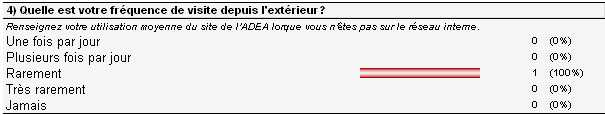 4) Quelle est votre fréquence de visite depuis l'extérieur ?
Renseignez votre utilisation moyenne du site de l'ADEA lorque vous n'êtes pas sur le réseau interne.
Une fois par jour 0 (0%)
Plusieurs fois par jour 0 (0%)
Rarement 1 (100%)
Très rarement 0 (0%)
Jamais 0 (0%)